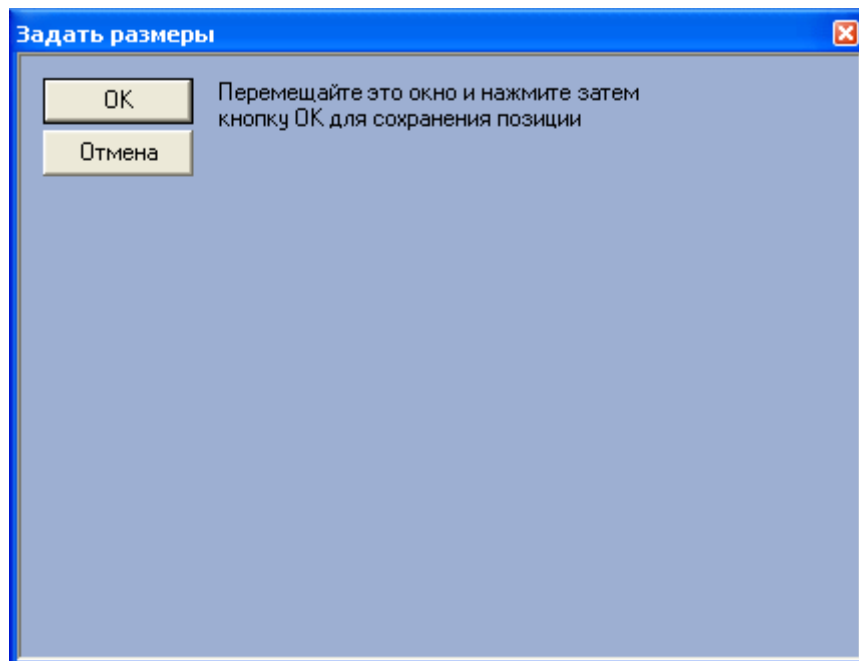 Задать размеры
OK
Перемещайте это окно и нажмите затем
кнопку OK для сохранения позиции
Отмена